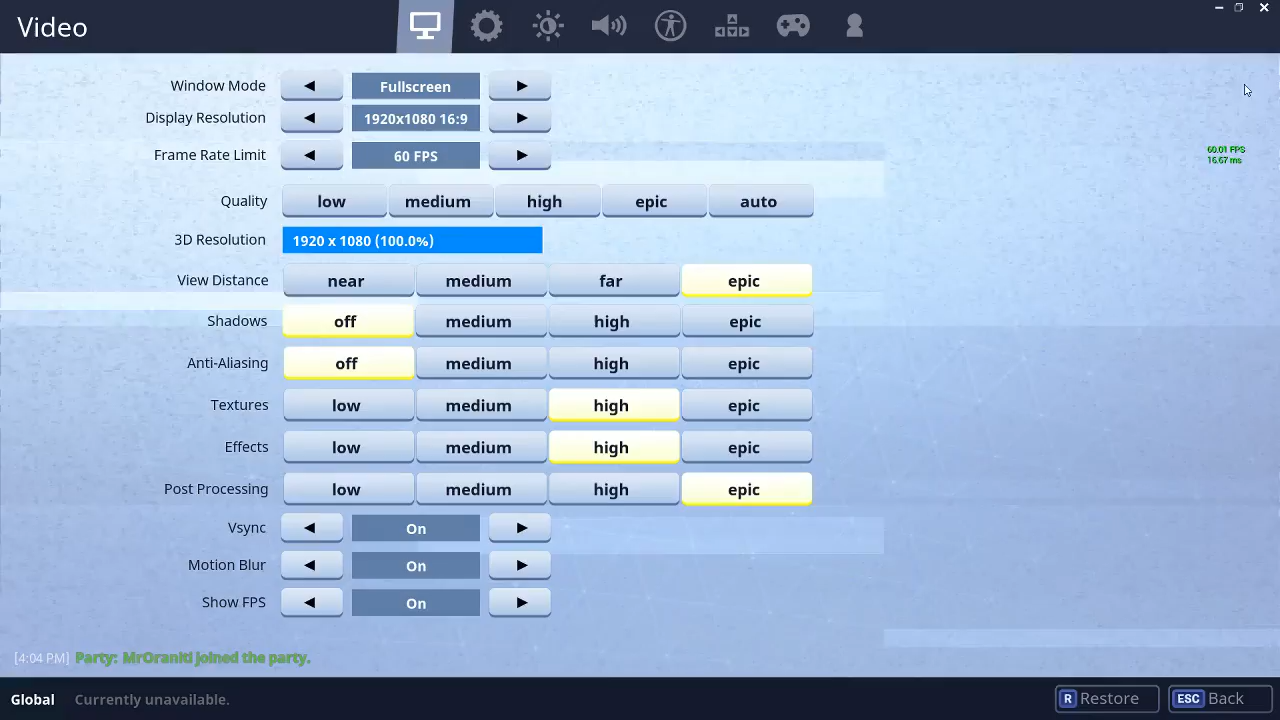 Video
Window Mode Fullscreen
Display Resolution 1920x1080 16:9
Frame Rate Limit 60 FPS
60.01 FPS
16.67 ms
Quality low medium high epic auto
3D Resolution 1920 x 1080 (100.0%)
View Distance near medium far epic
Shadows off medium high epic
Anti-Aliasing off medium high epic
Textures low medium high epic
Effects low medium high epic
Post Processing low medium high epic
Vsync On
Motion Blur On
Show FPS On
[4:04 PM] Party: MrOraniti joined the party.
Global Currently unavailable. R Restore ESC Back